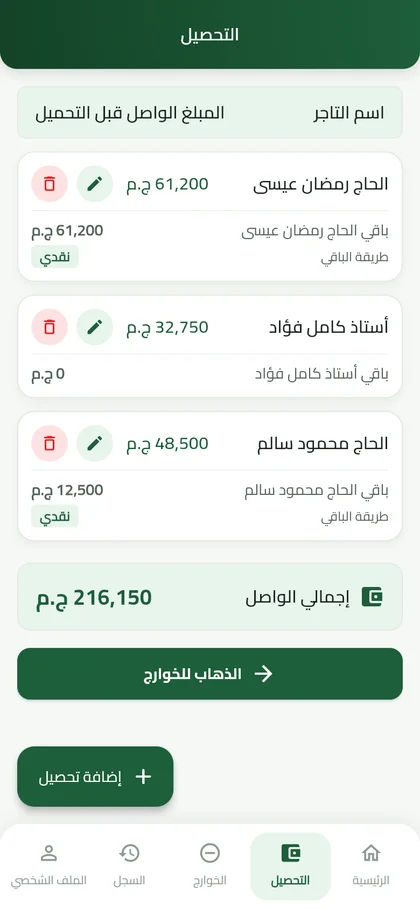 التحصيل
اسم التاجر المبلغ الواصل قبل التحميل
الحاج رمضان عيسى 61,200 ج.م
باقي الحاج رمضان عيسى 61,200 ج.م
طريقة الباقي نقدي
أستاذ كامل فؤاد 32,750 ج.م
باقي أستاذ كامل فؤاد 0 ج.م
الحاج محمود سالم 48,500 ج.م
باقي الحاج محمود سالم 12,500 ج.م
طريقة الباقي نقدي
إجمالي الواصل 216,150 ج.م
الذهاب للخوارج
إضافة تحصيل
الرئيسية التحصيل الخوارج السجل الملف الشخصي